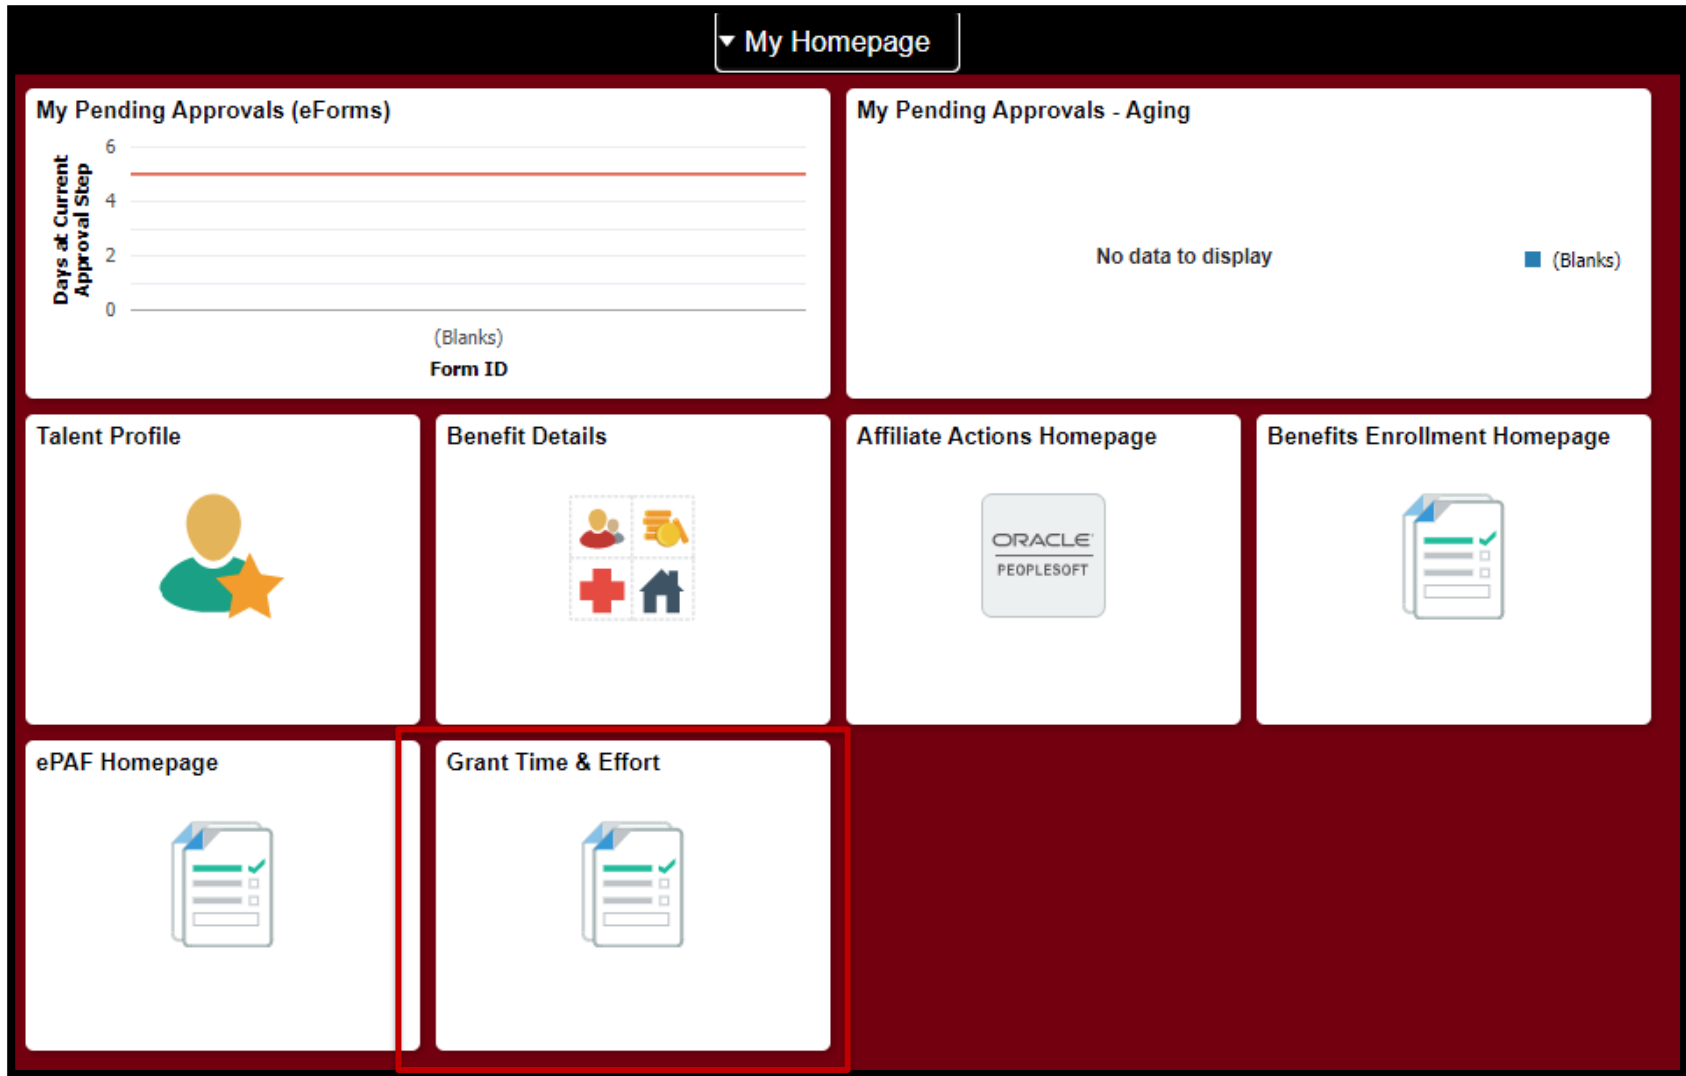 My Homepage
My Pending Approvals (eForms)
6
4
2
0
Days at Current
Approval Step
(Blanks)
Form ID
My Pending Approvals - Aging
No data to display
(Blanks)
Talent Profile
Benefit Details
Affiliate Actions Homepage
ORACLE
PEOPLESOFT
Benefits Enrollment Homepage
ePAF Homepage
Grant Time & Effort